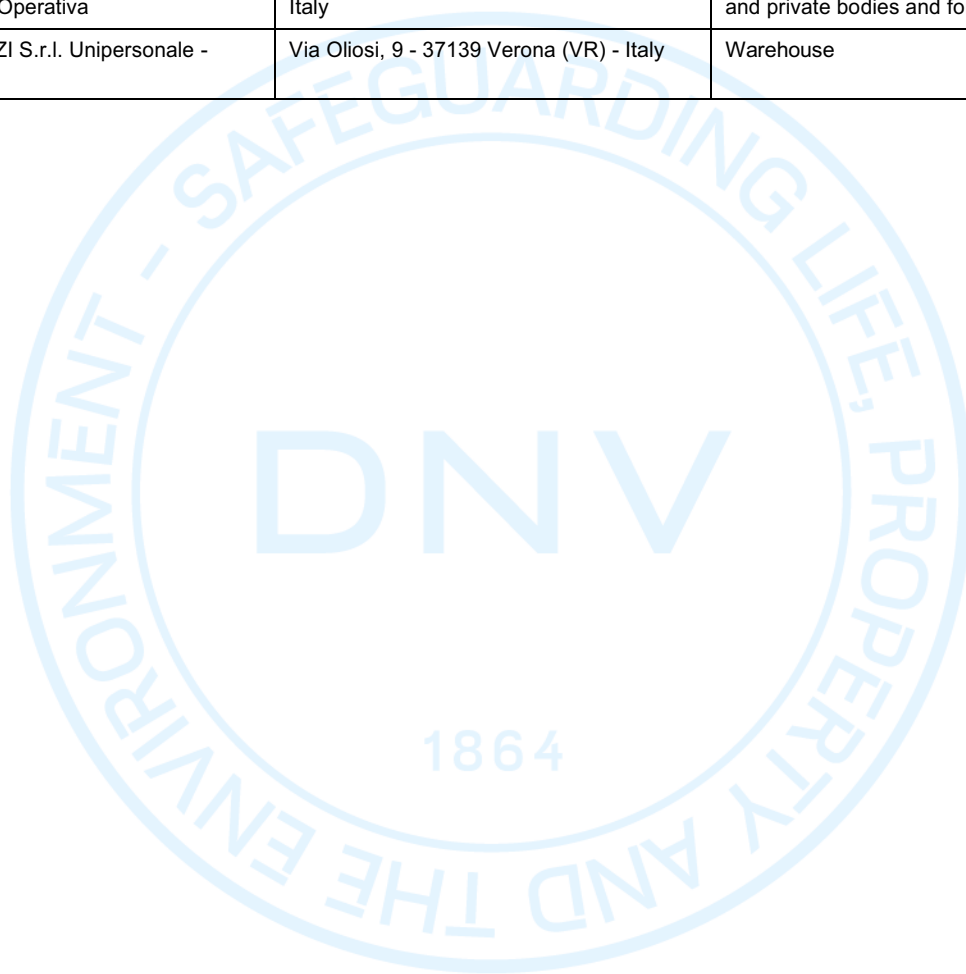 Operativa
Italy
and private bodies and fo
ZI S.r.l. Unipersonale -
Via Oliosi, 9 - 37139 Verona (VR) - Italy
Warehouse
SAFEGUARDING LIFE, PROPERTY AND THE ENVIRONMENT -
DNV
1864